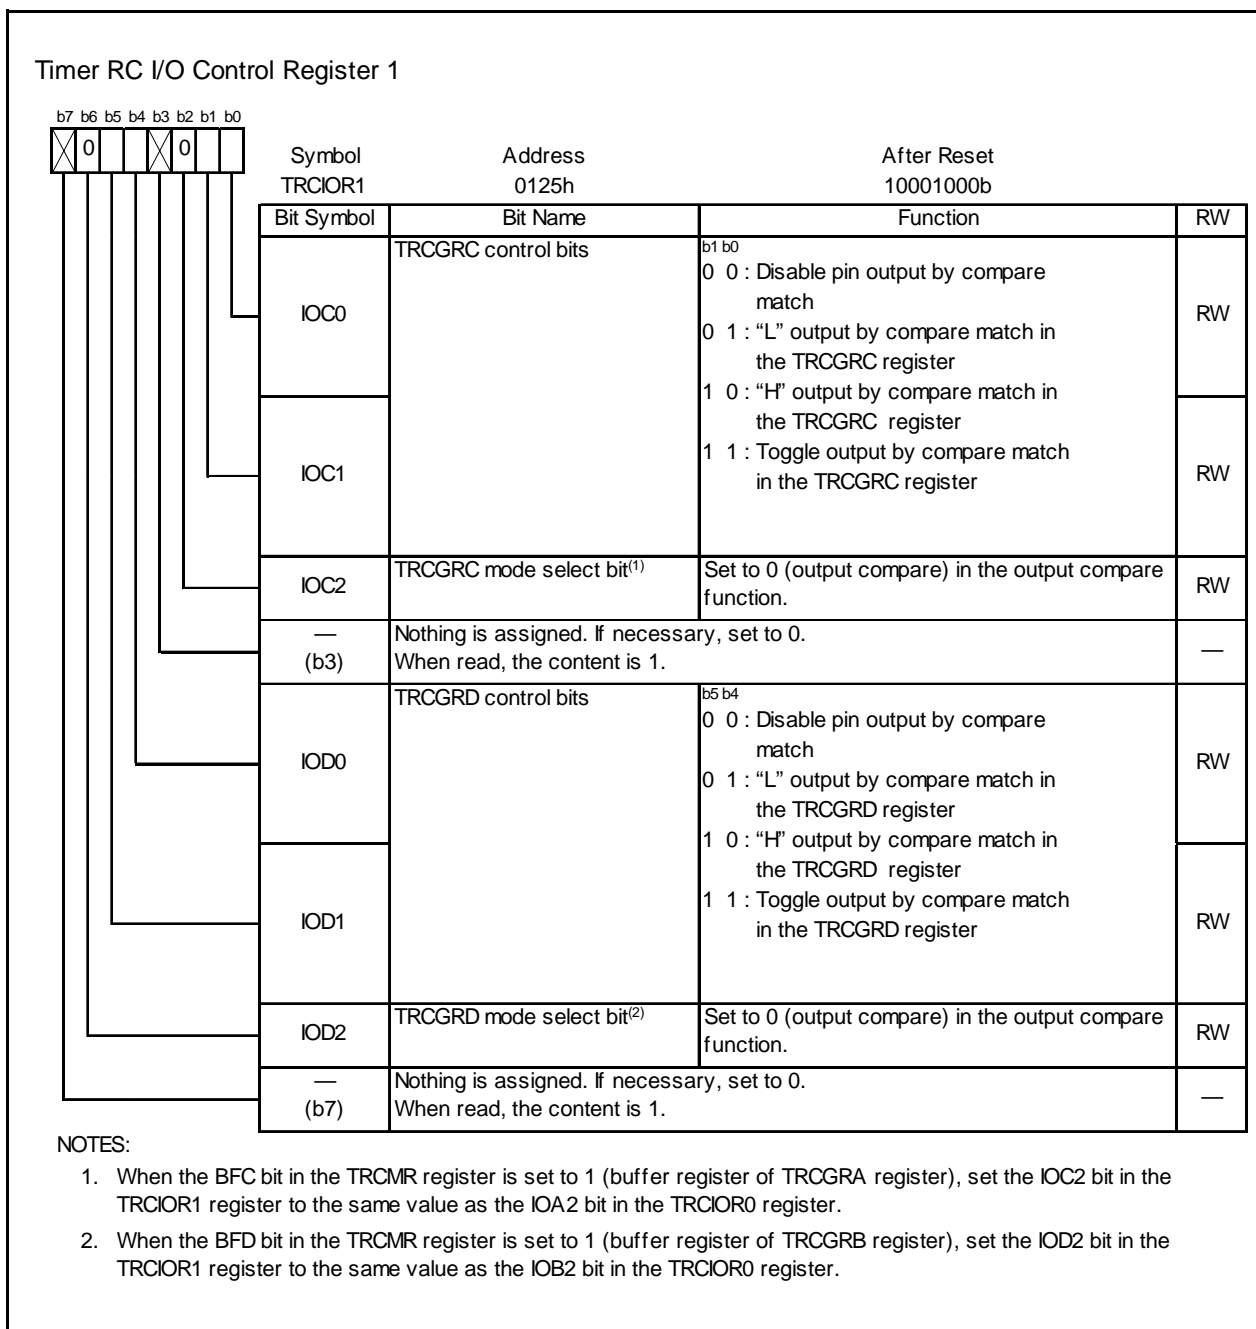 Timer RC I/O Control Register 1
b7 b6 b5 b4 b3 b2 b1 b0
0 0
Symbol Address After Reset
TRCIOR1 0125h 10001000b
Bit Symbol Bit Name Function RW
IOC0
TRCGRC control bits
b1 b0
0 0 : Disable pin output by compare
match
0 1 : “L” output by compare match in
the TRCGRC register
1 0 : “H” output by compare match in
the TRCGRC register
1 1 : Toggle output by compare match
in the TRCGRC register
RW
IOC1
RW
IOC2
TRCGRC mode select bit(1)
Set to 0 (output compare) in the output compare
function.
RW
—
(b3)
Nothing is assigned. If necessary, set to 0.
When read, the content is 1.
—
IOD0
TRCGRD control bits
b5 b4
0 0 : Disable pin output by compare
match
0 1 : “L” output by compare match in
the TRCGRD register
1 0 : “H” output by compare match in
the TRCGRD register
1 1 : Toggle output by compare match
in the TRCGRD register
RW
IOD1
RW
IOD2
TRCGRD mode select bit(2)
Set to 0 (output compare) in the output compare
function.
RW
—
(b7)
Nothing is assigned. If necessary, set to 0.
When read, the content is 1.
—
NOTES:
1. When the BFC bit in the TRCMR register is set to 1 (buffer register of TRCGRA register), set the IOC2 bit in the
TRCIOR1 register to the same value as the IOA2 bit in the TRCIOR0 register.
2. When the BFD bit in the TRCMR register is set to 1 (buffer register of TRCGRB register), set the IOD2 bit in the
TRCIOR1 register to the same value as the IOB2 bit in the TRCIOR0 register.